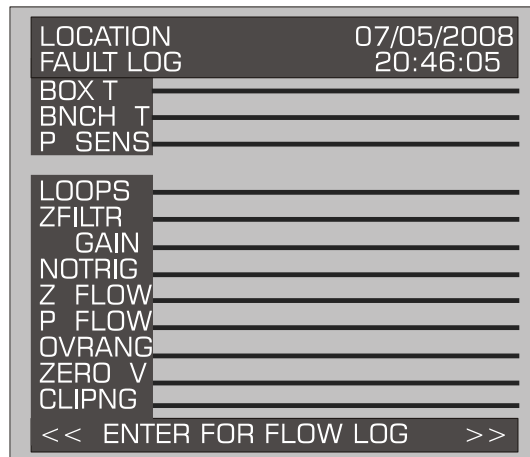 LOCATION 07/05/2008
FAULT LOG 20:46:05
BOX T
BNCH T
P SENS
LOOPS
ZFILTR
GAIN
NOTRIG
Z FLOW
P FLOW
OVRANG
ZERO V
CLIPNG
<< ENTER FOR FLOW LOG >>